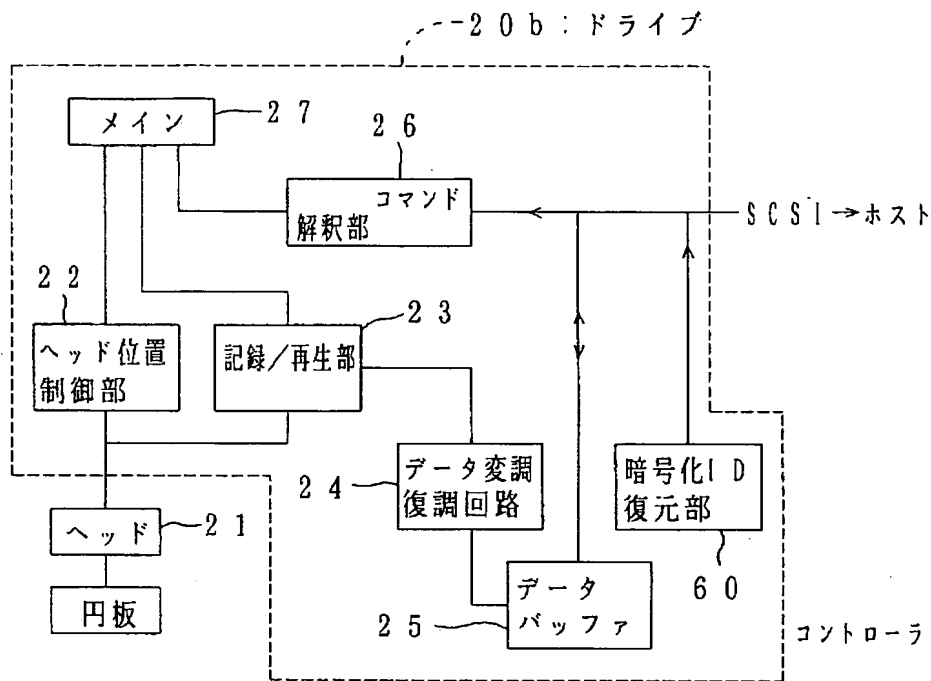 20b:ドライブ
メイン
27
26
コマンド
解釈部
SCSI→ホスト
22
23
ヘッド位置
制御部
記録/再生部
24
データ変調
復調回路
暗号化ID
復元部
ヘッド
21
60
円板
データ
バッファ
25
コントローラ